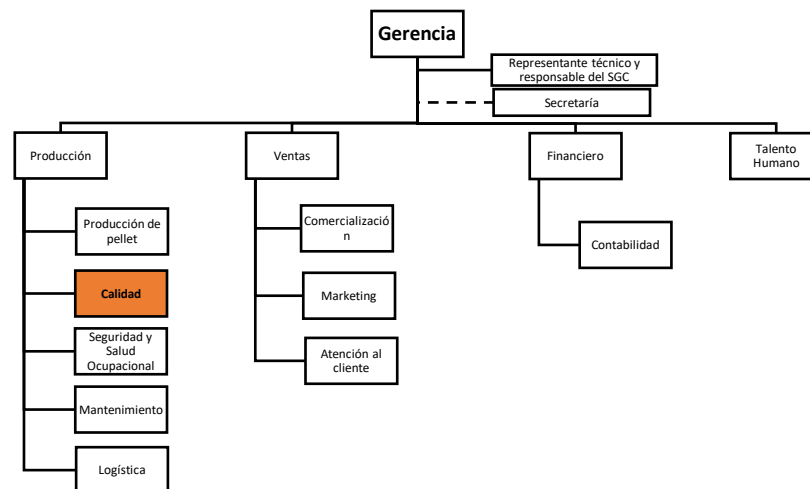 Gerencia
Representante técnico y
responsable del SGC
Secretaría
Producción
Ventas
Financiero
Talento
Humano
Producción de
pellet
Comercializació
n
Contabilidad
Calidad
Marketing
Seguridad y
Salud
Ocupacional
Atención al
cliente
Mantenimiento
Logística